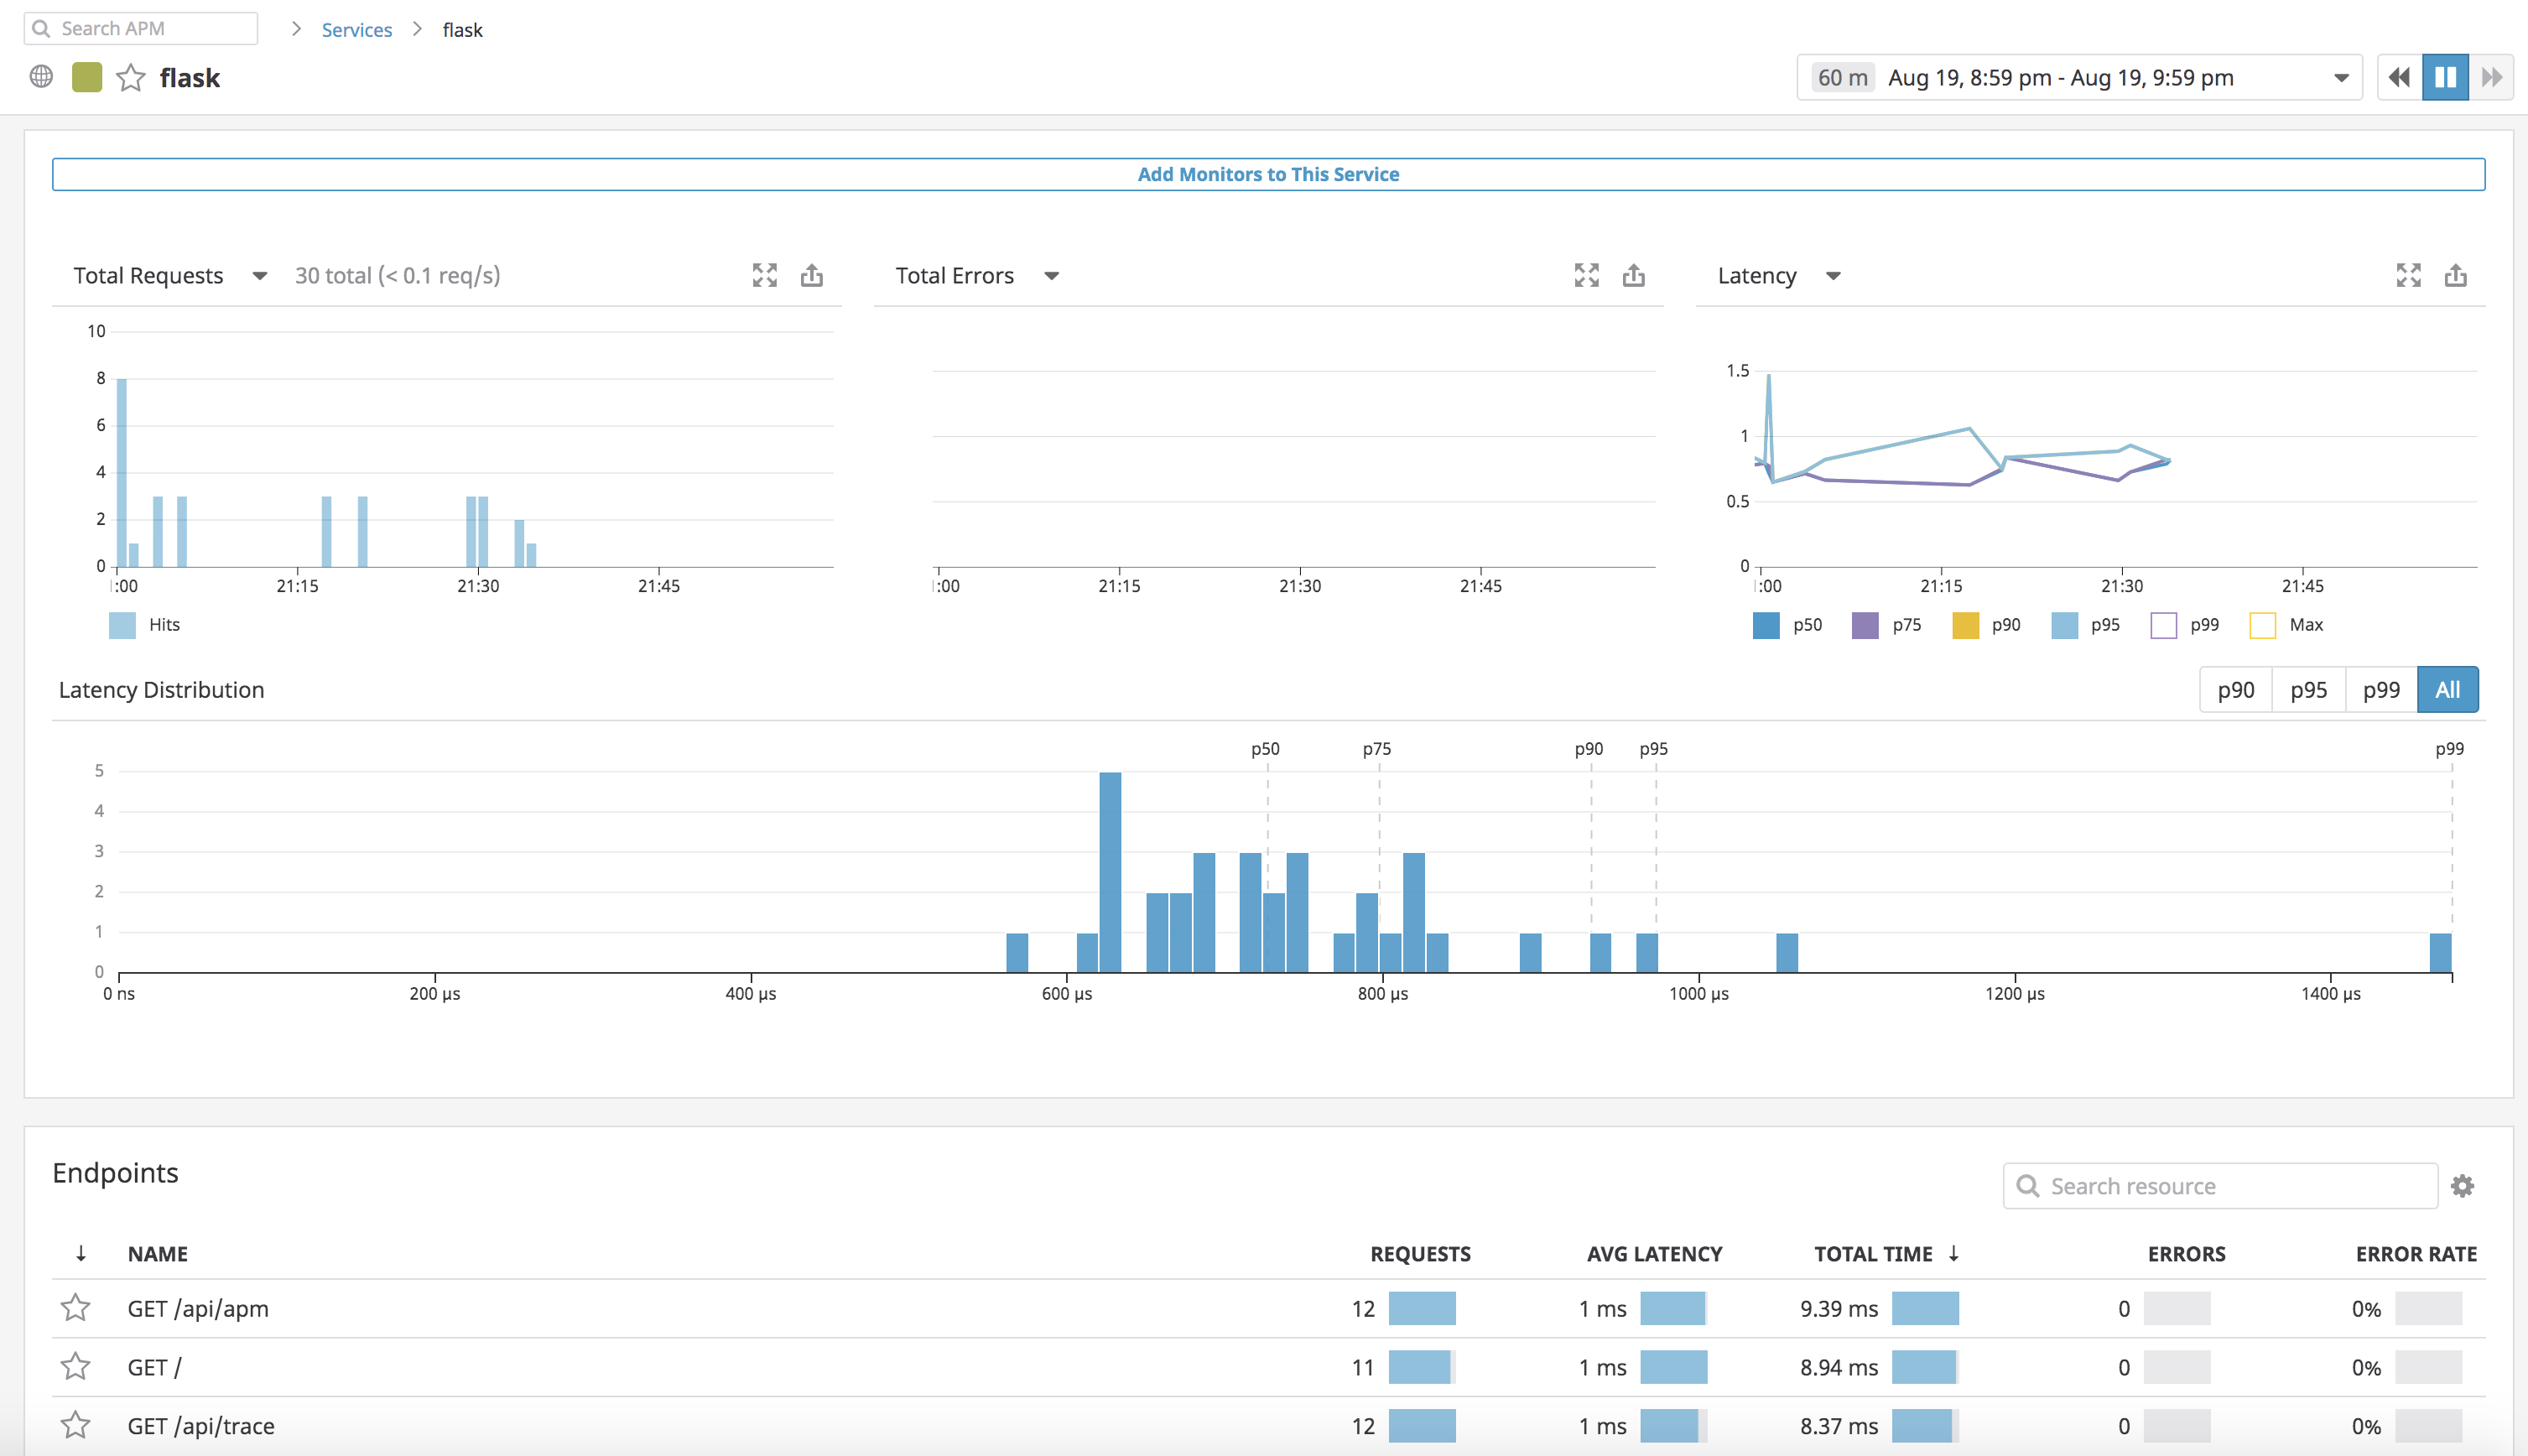 Search APM > Services > flask
flask
60 m Aug 19, 8:59 pm - Aug 19, 9:59 pm
Add Monitors to This Service
Total Requests 30 total (< 0.1 req/s)
10
8
6
4
2
0
:00 21:15 21:30 21:45
Hits
Total Errors
:00 21:15 21:30 21:45
Latency
1.5
1
0.5
0
:00 21:15 21:30 21:45
p50 p75 p90 p95 p99 Max
Latency Distribution
p90 p95 p99 All
p50 p75 p90 p95 p99
5
4
3
2
1
0
0 ns 200 µs 400 µs 600 µs 800 µs 1000 µs 1200 µs 1400 µs
Endpoints
Search resource
↓ NAME REQUESTS AVG LATENCY TOTAL TIME ↓ ERRORS ERROR RATE
GET /api/apm 12 1 ms 9.39 ms 0 0%
GET / 11 1 ms 8.94 ms 0 0%
GET /api/trace 12 1 ms 8.37 ms 0 0%